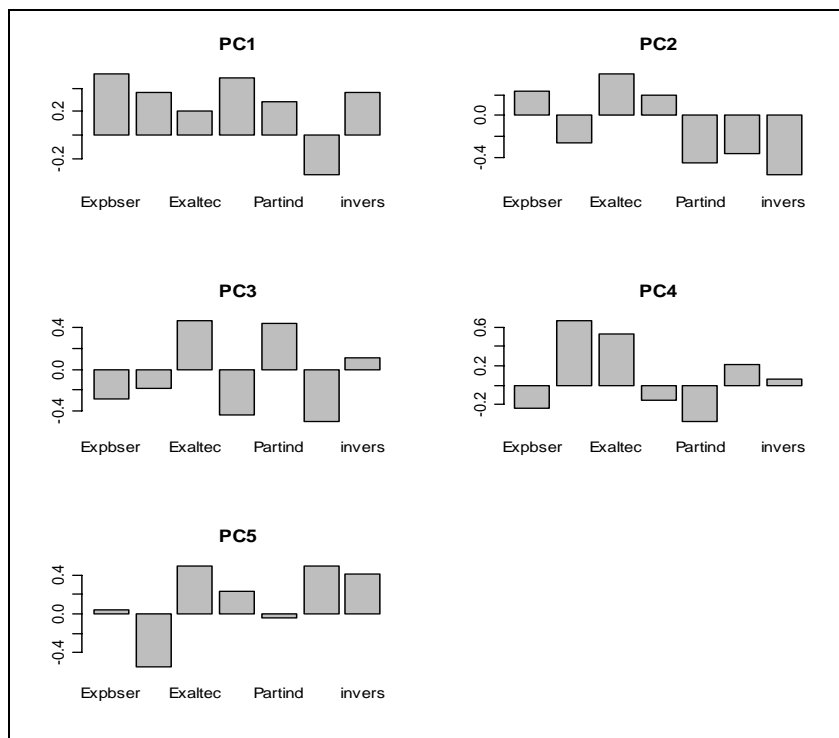 PC1
0.2
-0.2
Expbser Exaltec Partind invers
PC2
0.0
-0.4
Expbser Exaltec Partind invers
PC3
0.4
0.0
-0.4
Expbser Exaltec Partind invers
PC4
0.6
0.2
-0.2
Expbser Exaltec Partind invers
PC5
0.4
0.0
-0.4
Expbser Exaltec Partind invers